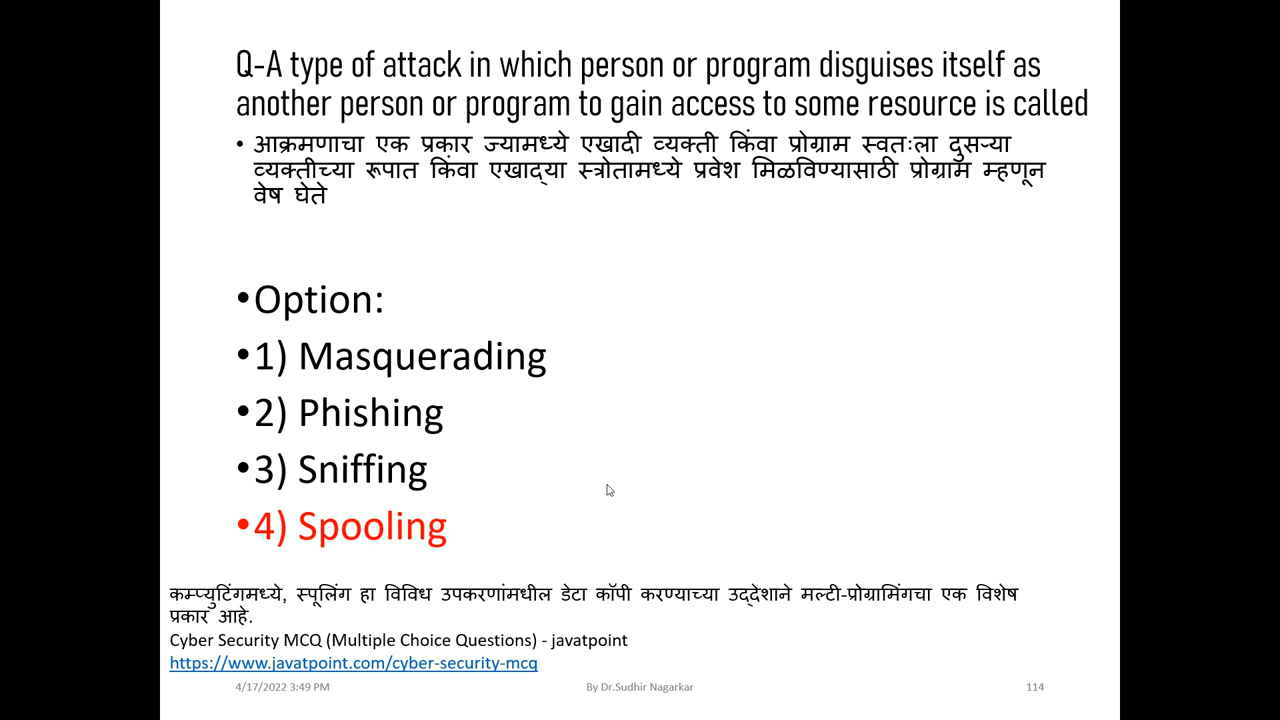 Q-A type of attack in which person or program disguises itself as
another person or program to gain access to some resource is called
• आक्रमणाचा एक प्रकार ज्यामध्ये एखादी व्यक्ती किंवा प्रोग्राम स्वतःला दुसऱ्या
व्यक्तीच्या रूपात किंवा एखाद्या स्त्रोतामध्ये प्रवेश मिळविण्यासाठी प्रोग्राम म्हणून
वेष घेते
•Option:
•1) Masquerading
•2) Phishing
•3) Sniffing
•4) Spooling
कम्प्युटिंगमध्ये, स्पूलिंग हा विविध उपकरणांमधील डेटा कॉपी करण्याच्या उद्देशाने मल्टी-प्रोग्रामिंगचा एक विशेष
प्रकार आहे.
Cyber Security MCQ (Multiple Choice Questions) - javatpoint
https://www.javatpoint.com/cyber-security-mcq
4/17/2022 3:49 PM By Dr.Sudhir Nagarkar 114